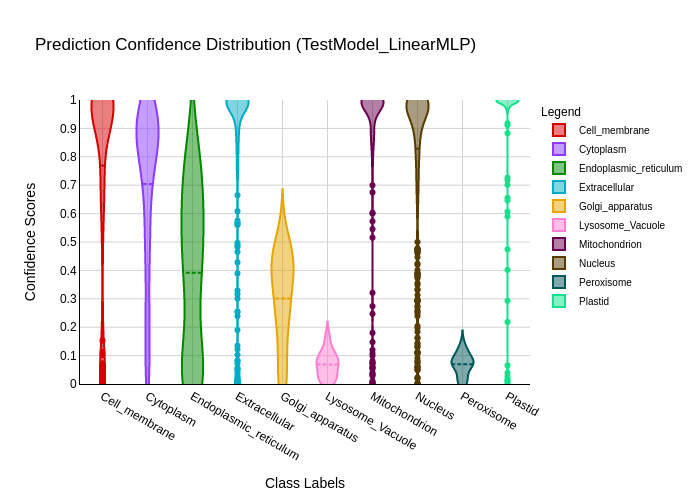 Prediction Confidence Distribution (TestModel_LinearMLP)
Legend
Cell_membrane
Cytoplasm
Endoplasmic_reticulum
Extracellular
Golgi_apparatus
Lysosome_Vacuole
Mitochondrion
Nucleus
Peroxisome
Plastid
Confidence Scores
1
0.9
0.8
0.7
0.6
0.5
0.4
0.3
0.2
0.1
0
Cell_membrane
Cytoplasm
Endoplasmic_reticulum
Extracellular
Golgi_apparatus
Lysosome_Vacuole
Mitochondrion
Nucleus
Peroxisome
Plastid
Class Labels